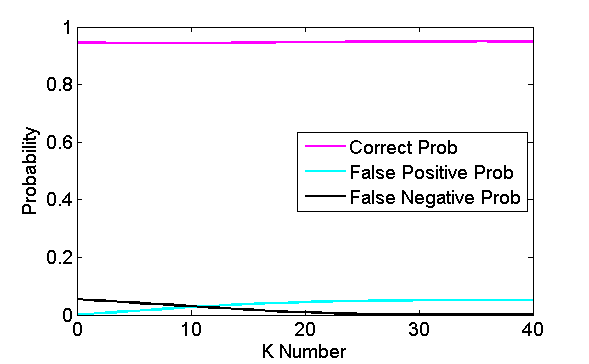 1
0.8
0.6
0.4
0.2
0
Probability
Correct Prob
False Positive Prob
False Negative Prob
0 10 20 30 40
K Number